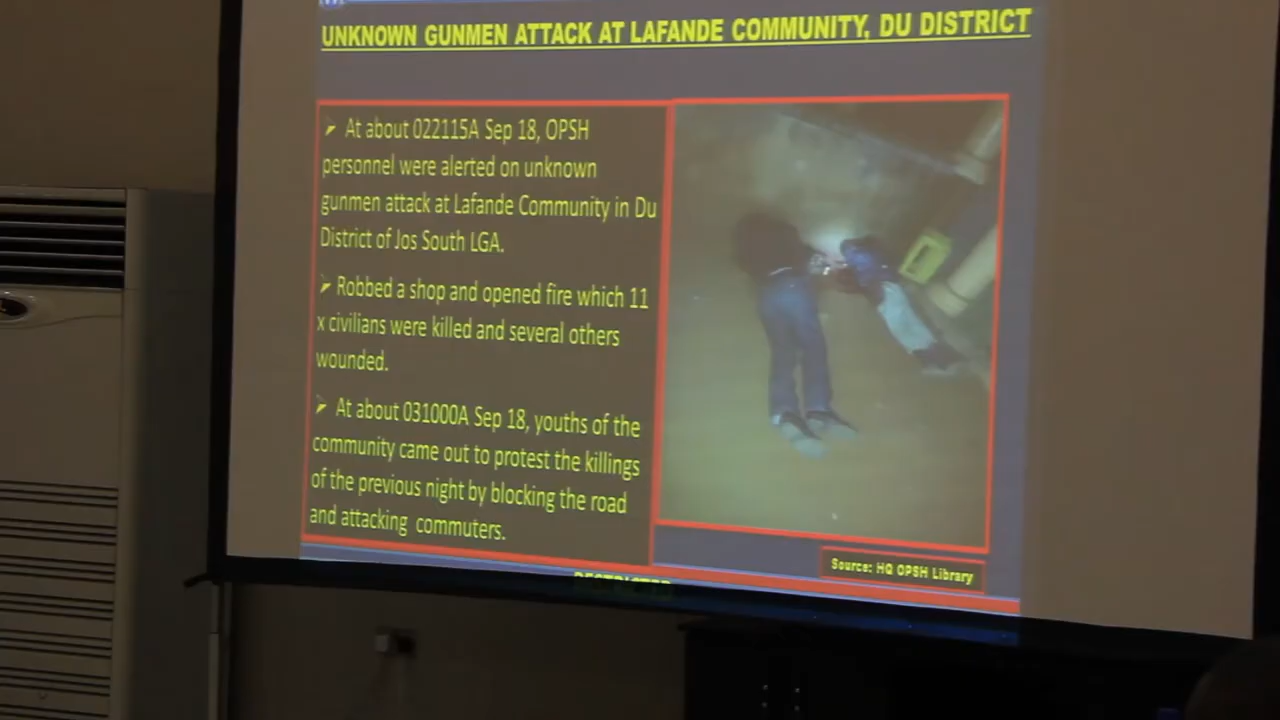 UNKNOWN GUNMEN ATTACK AT LAFANDE COMMUNITY, DU DISTRICT
➢ At about 022115A Sep 18, OPSH
personnel were alerted on unknown
gunmen attack at Lafande Community in Du
District of Jos South LGA.
➢ Robbed a shop and opened fire which 11
x civilians were killed and several others
wounded.
➢ At about 031000A Sep 18, youths of the
community came out to protest the killings
of the previous night by blocking the road
and attacking commuters.
Source: HQ OPSH Library
RESTRICTED